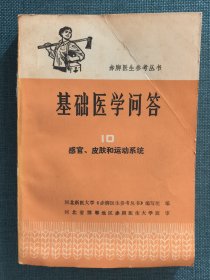 赤脚医生参考丛书
基础医学问答
10
感官、皮肤和运动系统
河北新医大学《赤脚医生参考丛书》编写组 编
河北省邯郸地区赤脚医生大学 审